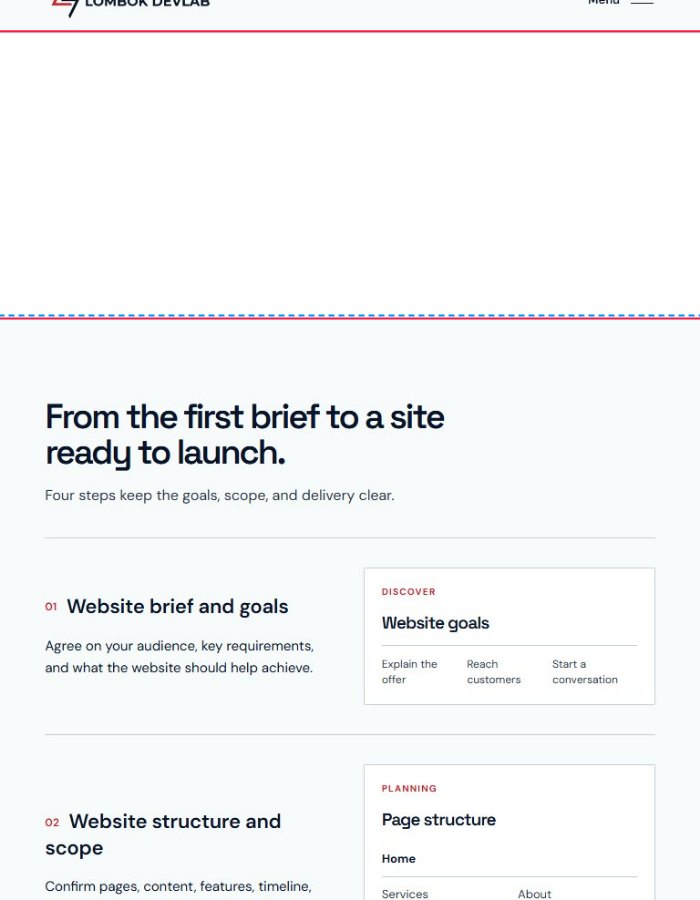 LOMBOK DEVLAB
Menu
From the first brief to a site
ready to launch.
Four steps keep the goals, scope, and delivery clear.
01 Website brief and goals
Agree on your audience, key requirements,
and what the website should help achieve.
DISCOVER
Website goals
Explain the offer
Reach customers
Start a conversation
02 Website structure and
scope
Confirm pages, content, features, timeline,
PLANNING
Page structure
Home
Services
About